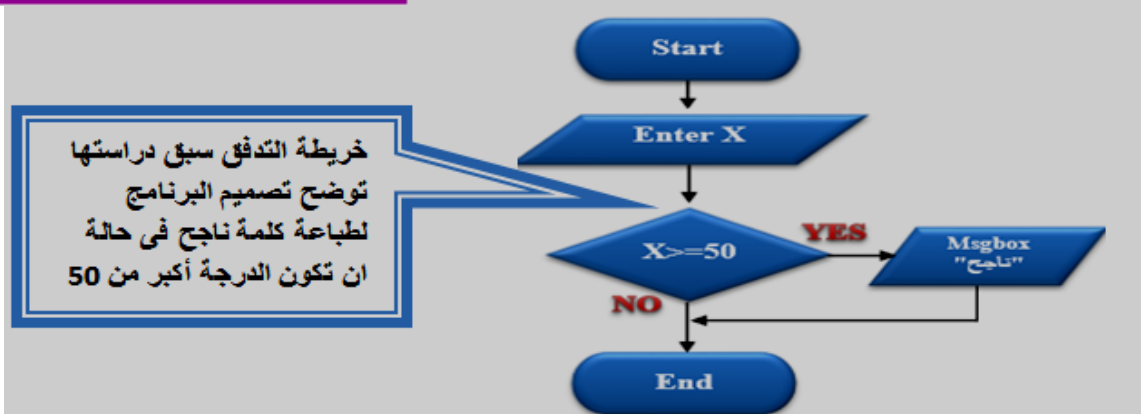 Start
Enter X
خريطة التدفق سبق دراستها
توضح تصميم البرنامج
لطباعة كلمة ناجح فى حالة
ان تكون الدرجة أكبر من 50
X>=50
YES
Msgbox
"ناجح"
NO
End